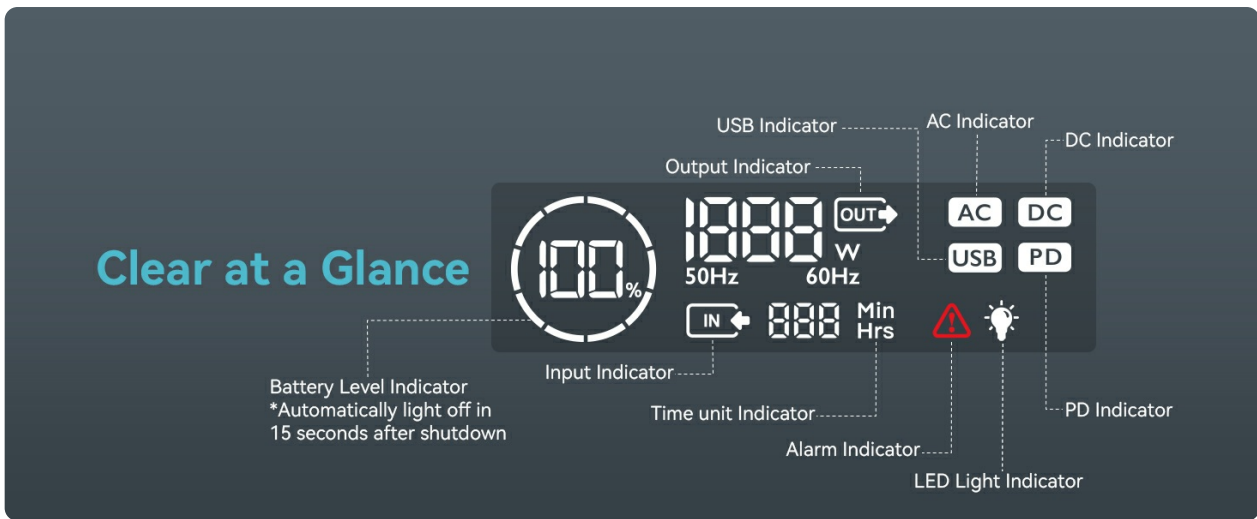 USB Indicator
AC Indicator
DC Indicator
Output Indicator
Clear at a Glance
100%
1888
OUT
W
50Hz
60Hz
AC
DC
USB
PD
IN
888
Min
Hrs
Input Indicator
Battery Level Indicator
*Automatically light off in
15 seconds after shutdown
Time unit Indicator
PD Indicator
Alarm Indicator
LED Light Indicator